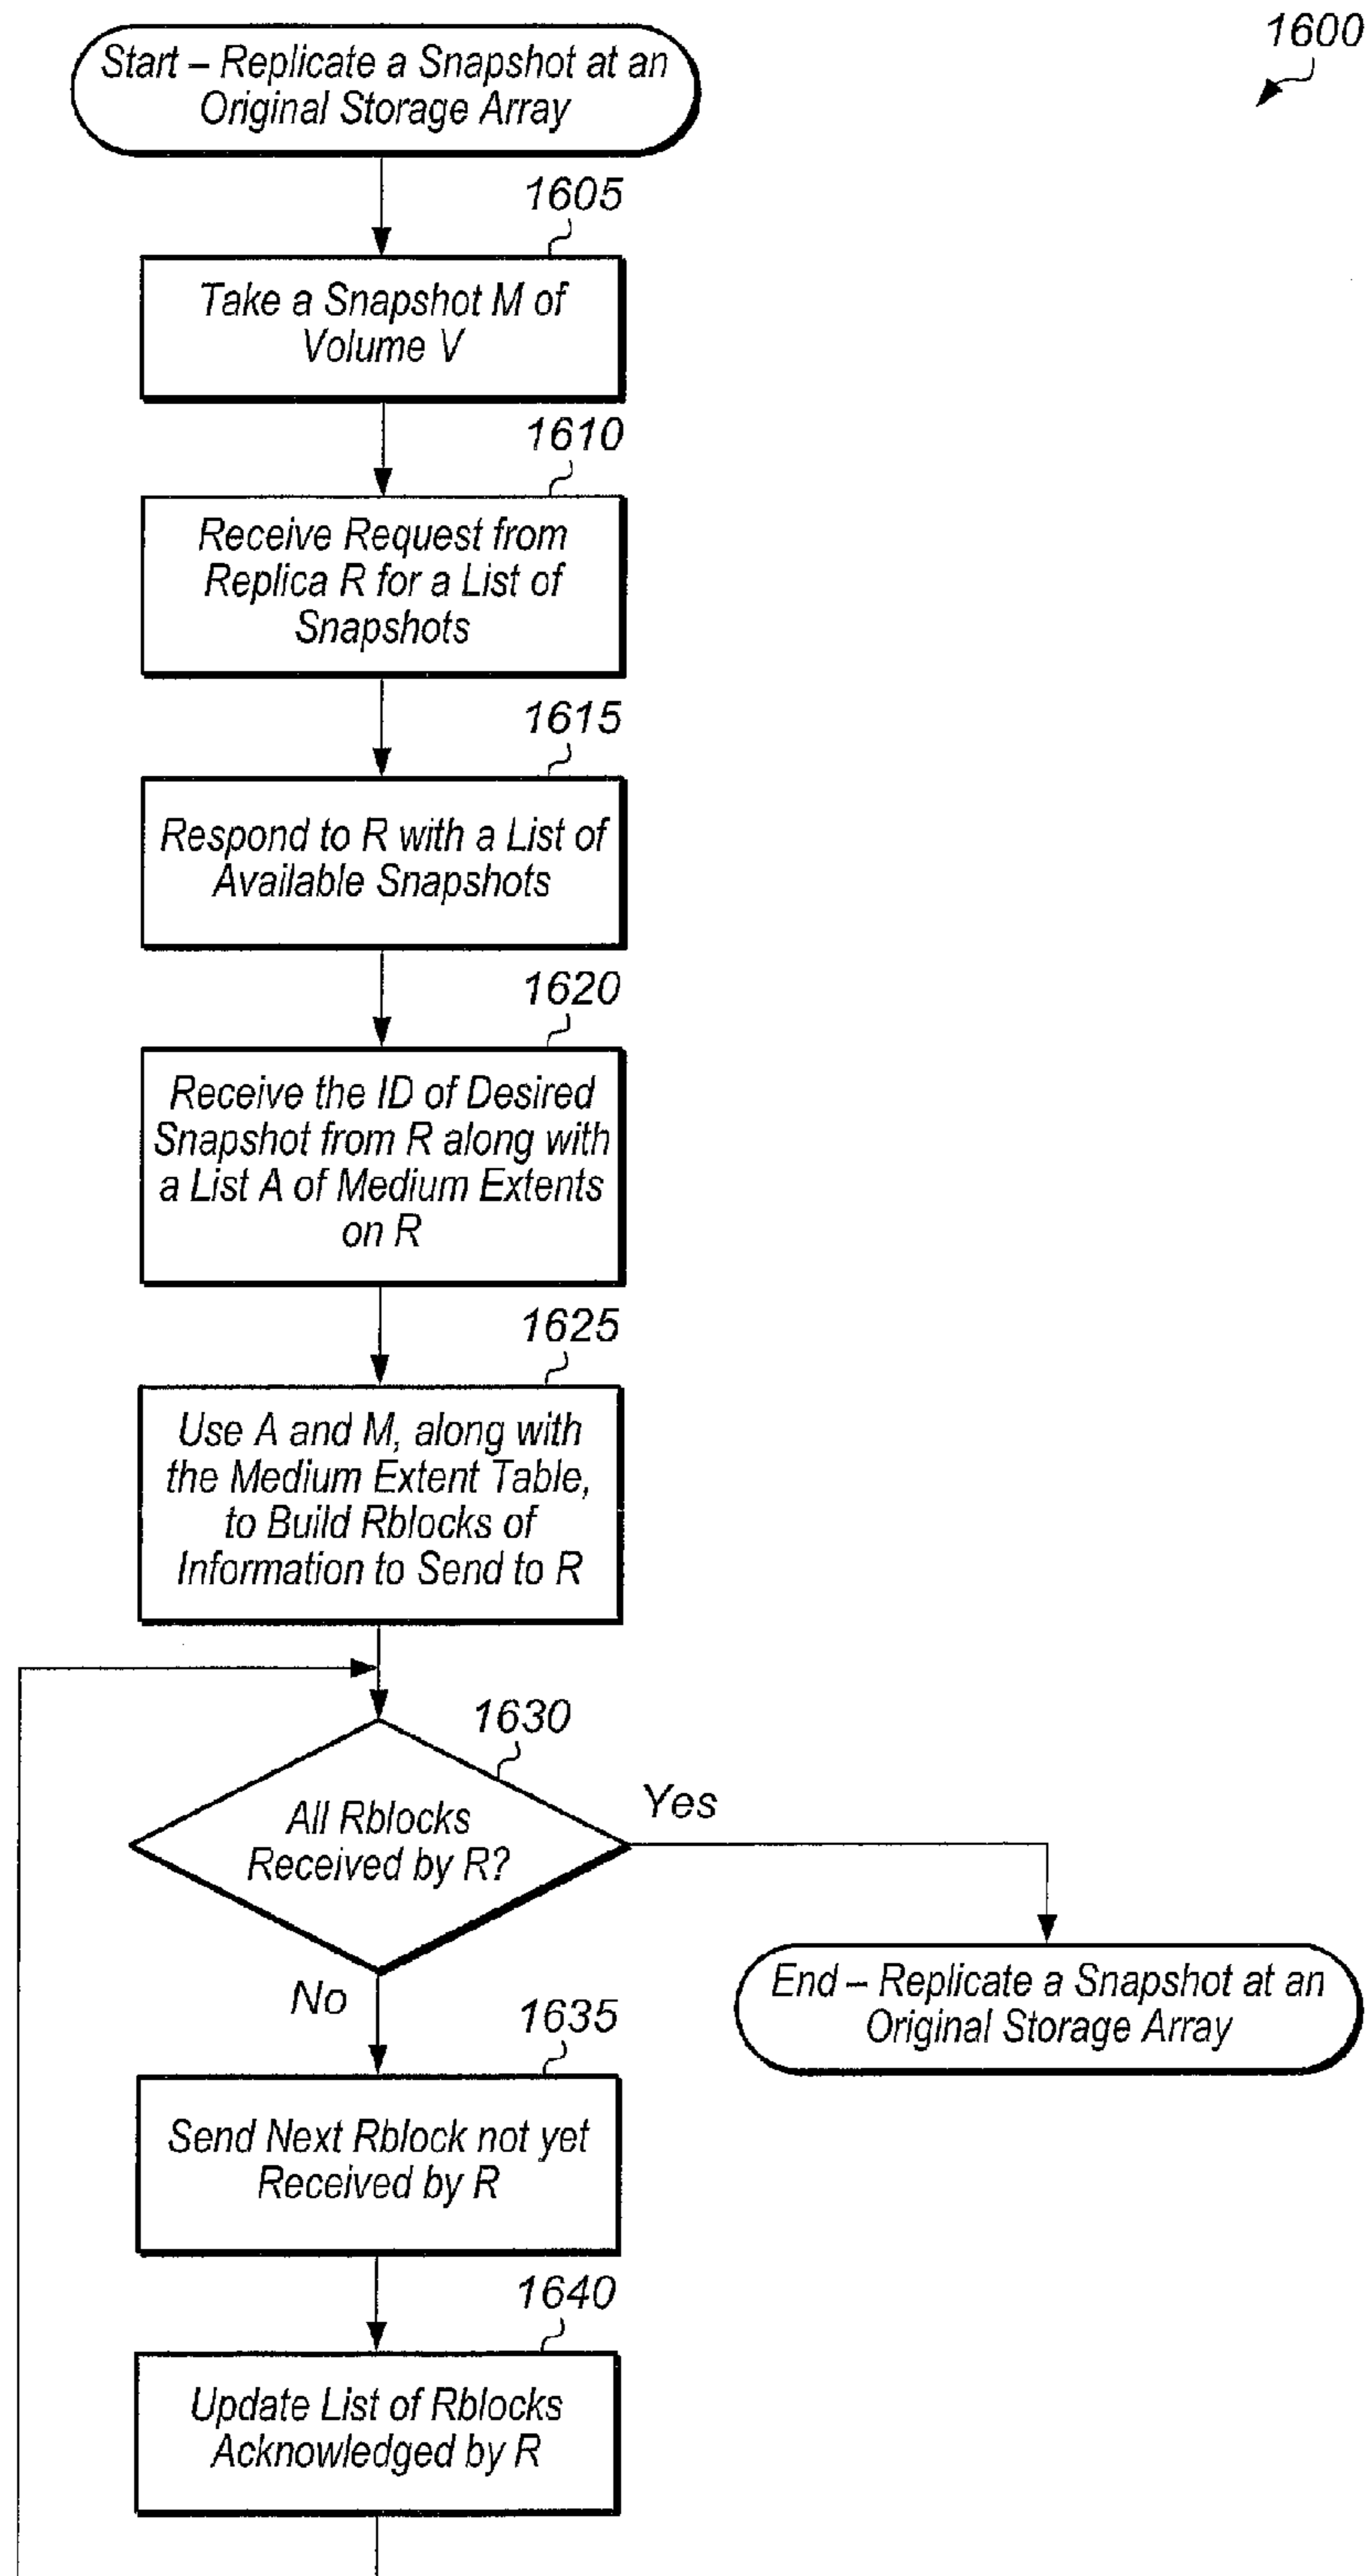 1600
Start – Replicate a Snapshot at an
Original Storage Array
1605
Take a Snapshot M of
Volume V
1610
Receive Request from
Replica R for a List of
Snapshots
1615
Respond to R with a List of
Available Snapshots
1620
Receive the ID of Desired
Snapshot from R along with
a List A of Medium Extents
on R
1625
Use A and M, along with
the Medium Extent Table,
to Build Rblocks of
Information to Send to R
1630
All Rblocks
Received by R?
Yes
No
End – Replicate a Snapshot at an
Original Storage Array
1635
Send Next Rblock not yet
Received by R
1640
Update List of Rblocks
Acknowledged by R